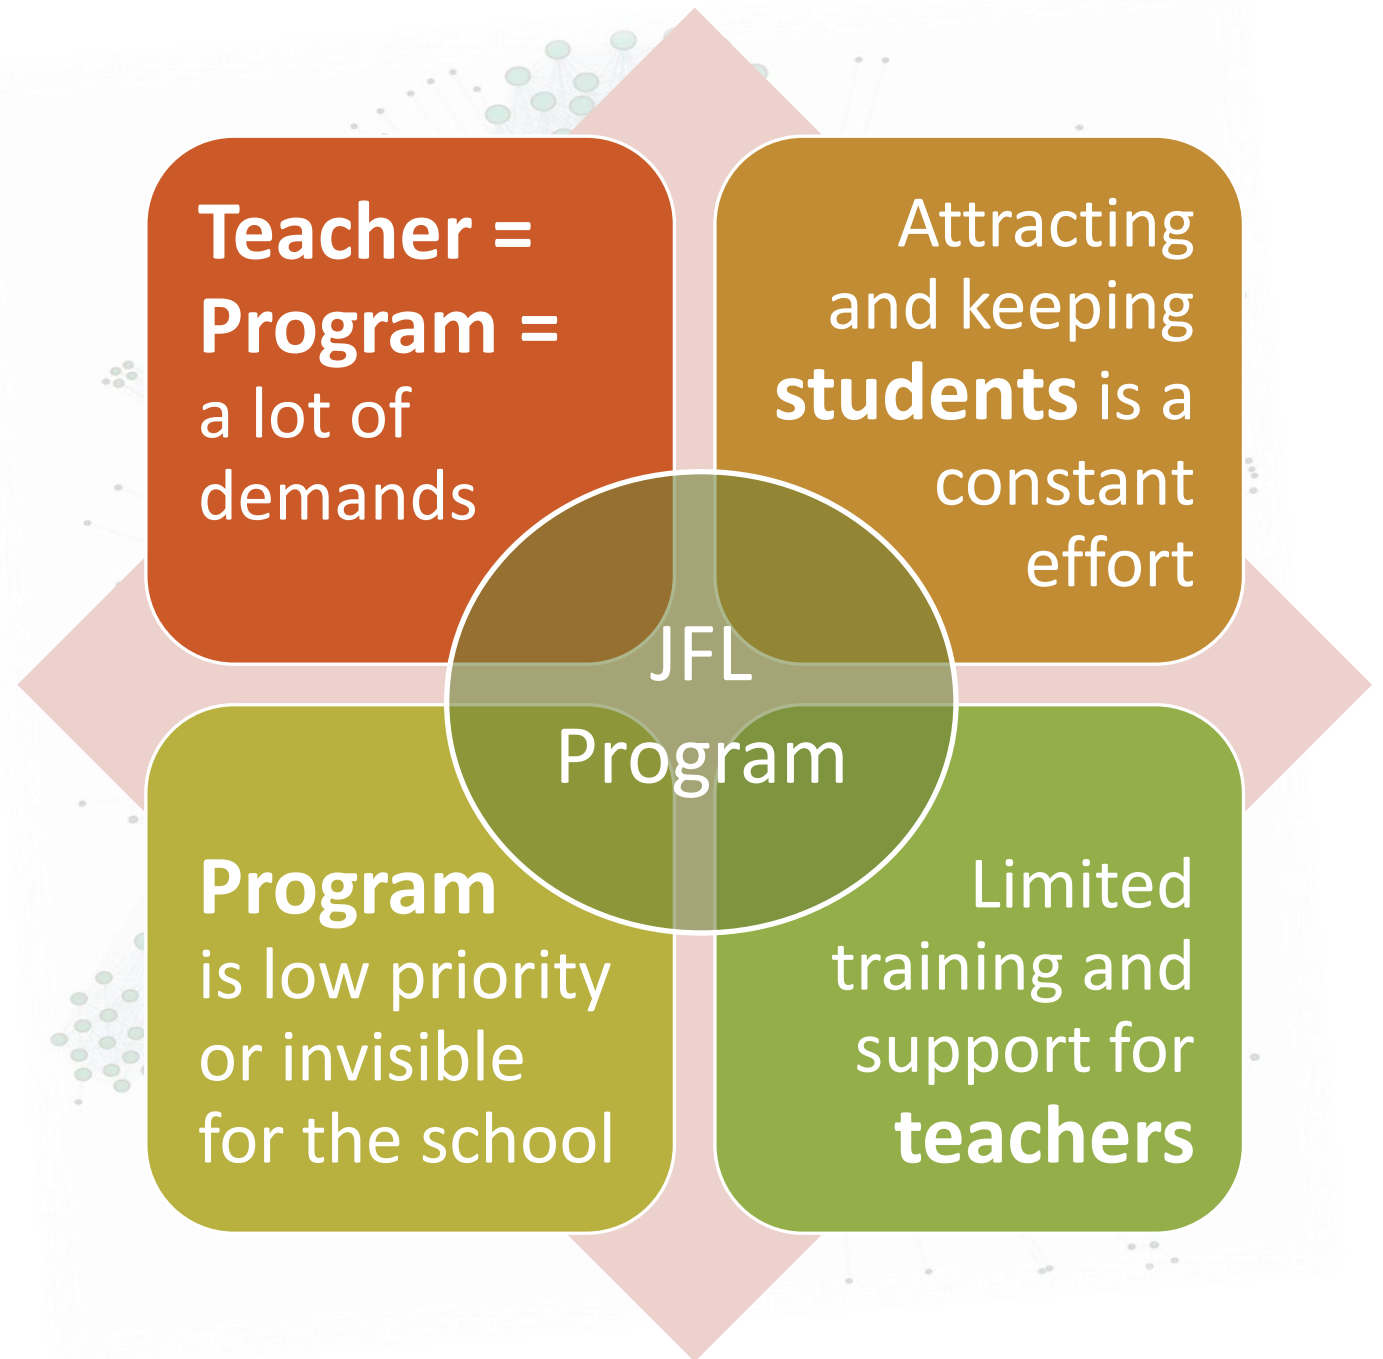 Teacher =
Program =
a lot of
demands
Attracting
and keeping
students is a
constant
effort
JFL
Program
Program
is low priority
or invisible
for the school
Limited
training and
support for
teachers